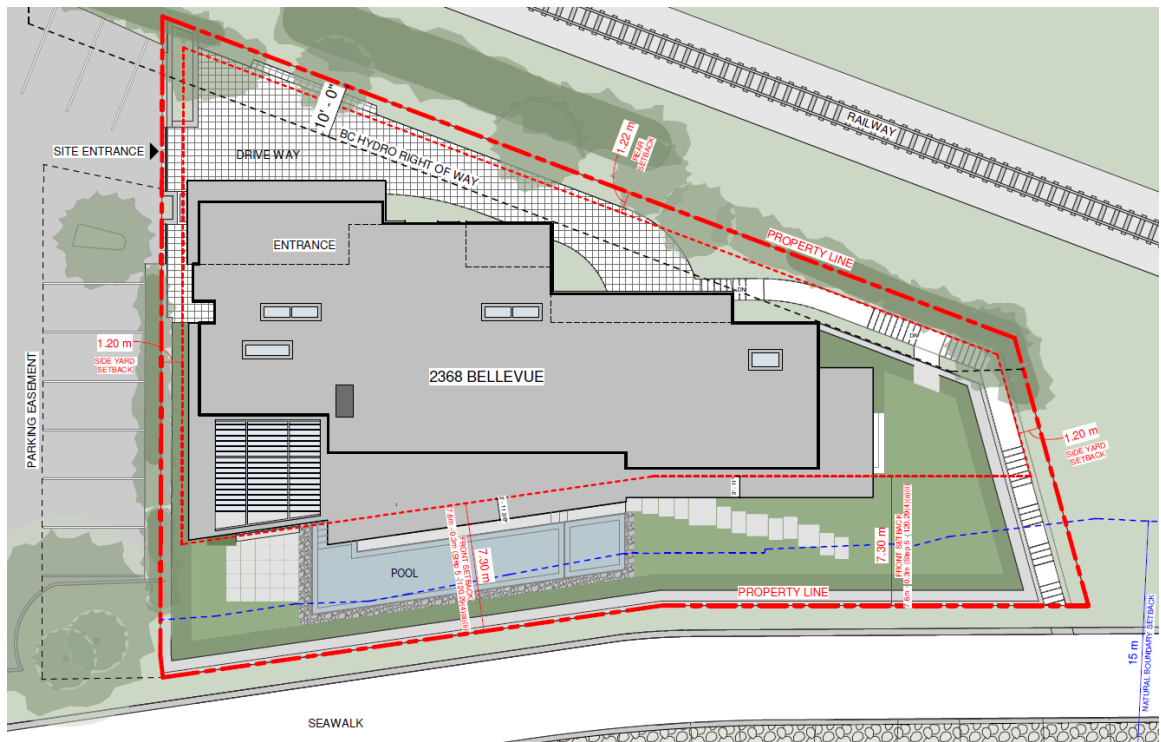 RAILWAY
10' - 0"
SITE ENTRANCE
DRIVE WAY
BC HYDRO RIGHT OF WAY
1.22 m
REAR
SETBACK
PROPERTY LINE
ENTRANCE
DN
DN
1.20 m
SIDE YARD
SETBACK
2368 BELLEVUE
PARKING EASEMENT
1.20 m
SIDE YARD
SETBACK
7.30 m
FRONT SETBACK
POOL
7.30 m
FRONT SETBACK
PROPERTY LINE
15 m
NATURAL BOUNDARY SETBACK
SEAWALK